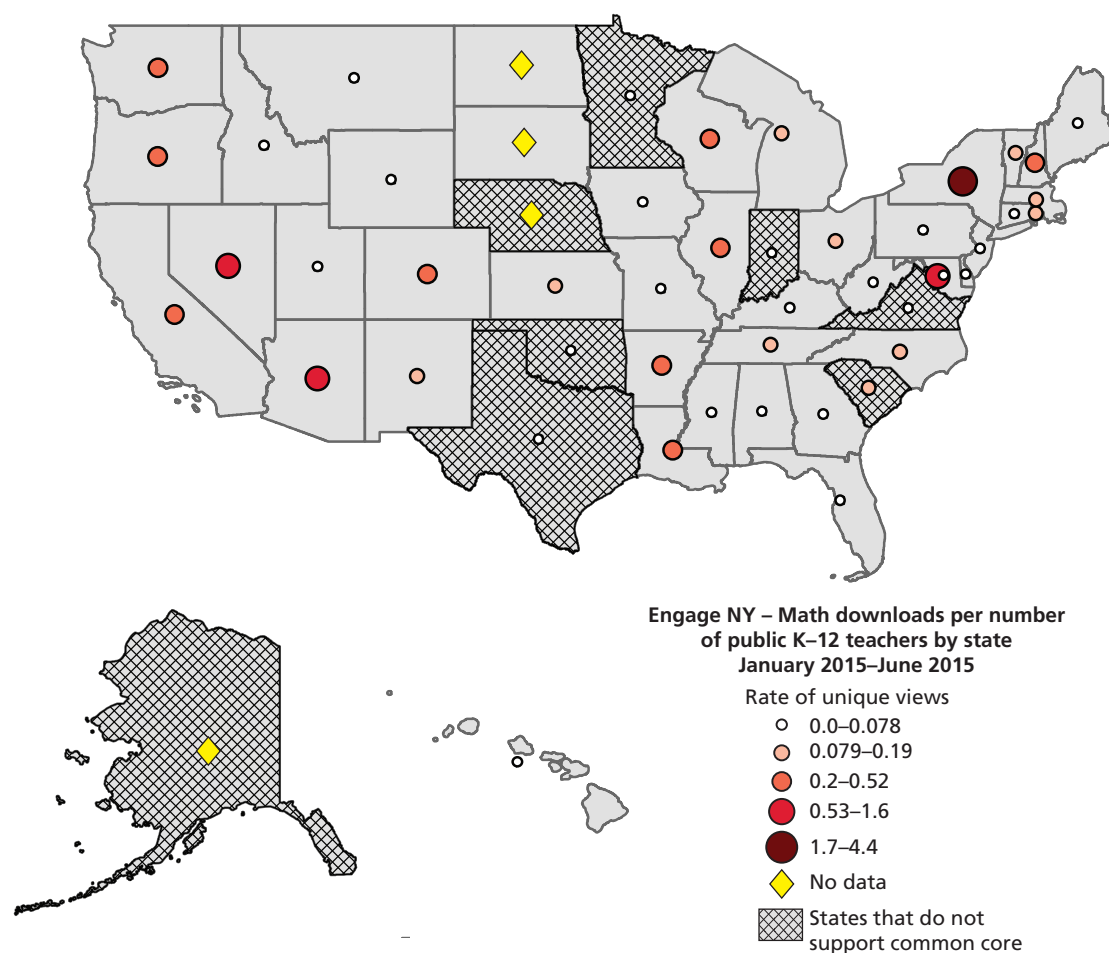 Engage NY – Math downloads per number
of public K–12 teachers by state
January 2015–June 2015
Rate of unique views
0.0–0.078
0.079–0.19
0.2–0.52
0.53–1.6
1.7–4.4
No data
States that do not
support common core